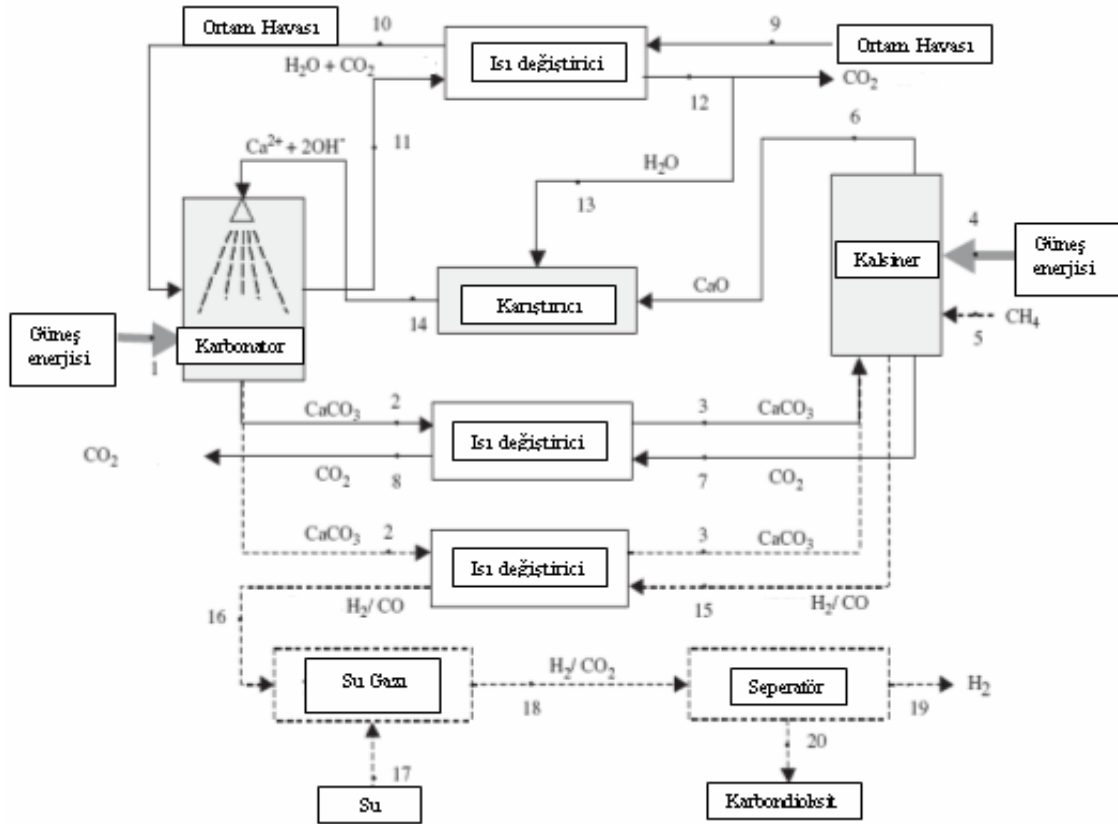 Ortam Havası
10
9
Ortam Havası
H₂O + CO₂
Isı değiştirici
12
CO₂
11
6
Ca²⁺ + 2OH⁻
H₂O
13
4
Güneş
enerjisi
Kalsiner
CaO
Karıştırıcı
14
CH₄
5
Güneş
enerjisi
1
Karbonator
CaCO₃
2
3
CaCO₃
Isı değiştirici
CO₂
CO₂
8
7
CO₂
CaCO₃
2
3
CaCO₃
Isı değiştirici
16
H₂/ CO
15
H₂/ CO
Su Gazı
H₂/ CO₂
18
Seperatör
19
H₂
17
20
Su
Karbondioksit